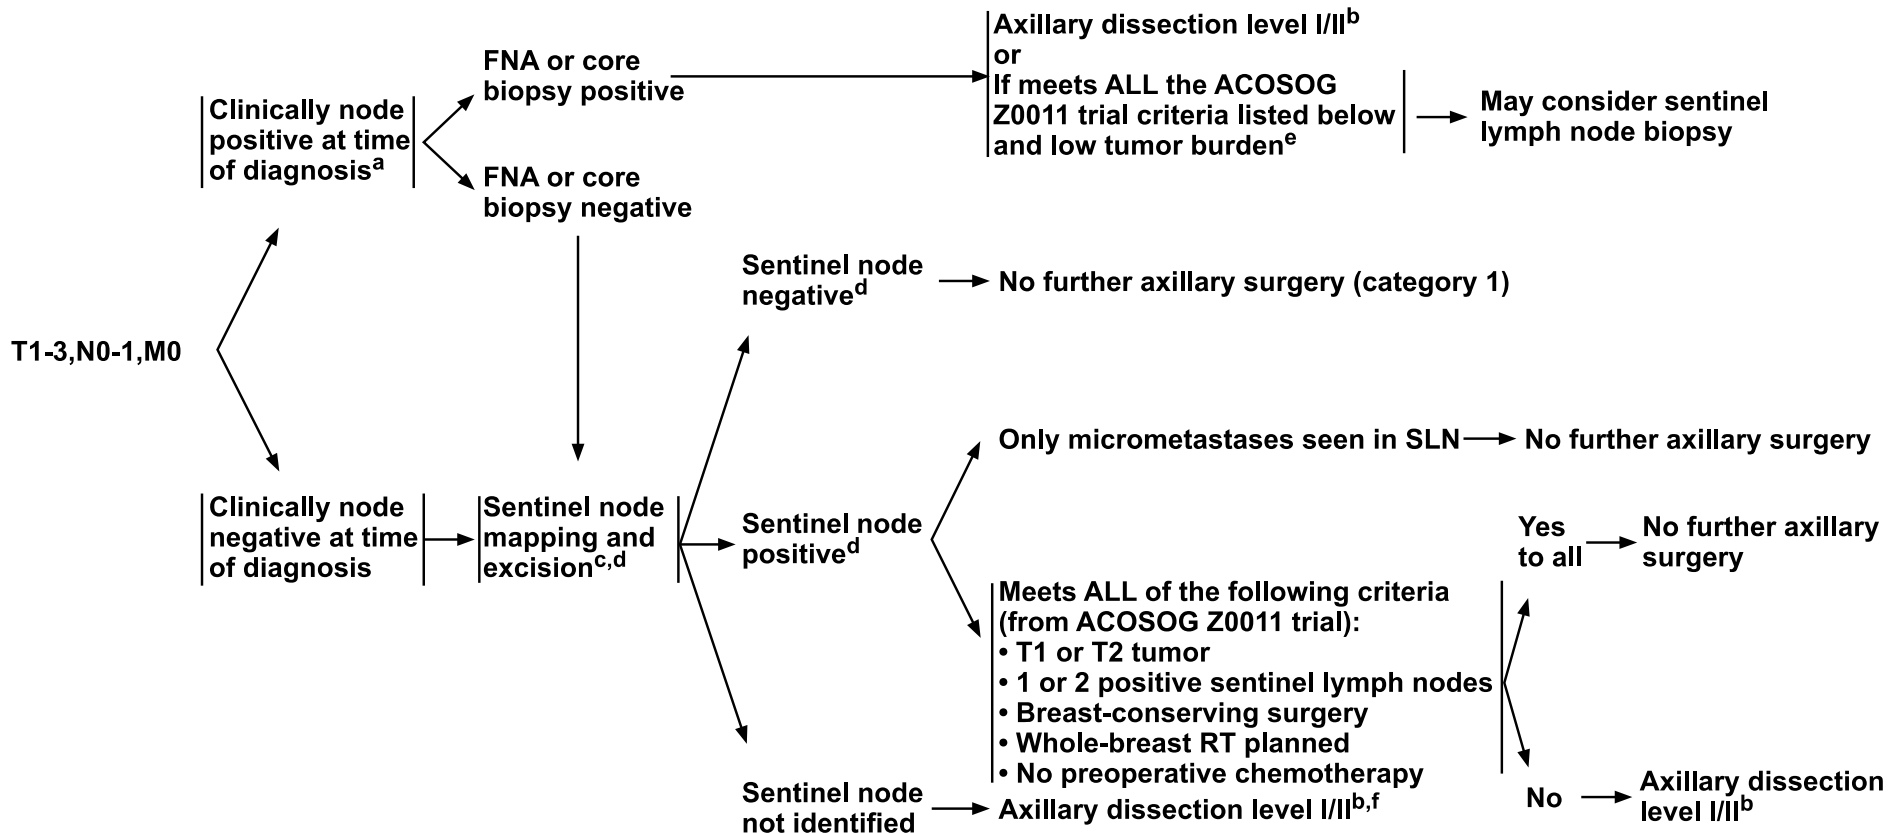 Axillary dissection level I/IIb
or
If meets ALL the ACOSOG
Z0011 trial criteria listed below
and low tumor burdene
May consider sentinel
lymph node biopsy
FNA or core
biopsy positive
Clinically node
positive at time
of diagnosisa
FNA or core
biopsy negative
Sentinel node
negatived
No further axillary surgery (category 1)
T1-3,N0-1,M0
Only micrometastases seen in SLN
No further axillary surgery
Clinically node
negative at time
of diagnosis
Sentinel node
mapping and
excisionc,d
Sentinel node
positived
Yes
to all
No further axillary
surgery
Meets ALL of the following criteria
(from ACOSOG Z0011 trial):
• T1 or T2 tumor
• 1 or 2 positive sentinel lymph nodes
• Breast-conserving surgery
• Whole-breast RT planned
• No preoperative chemotherapy
No
Axillary dissection
level I/IIb
Sentinel node
not identified
Axillary dissection level I/IIb,f